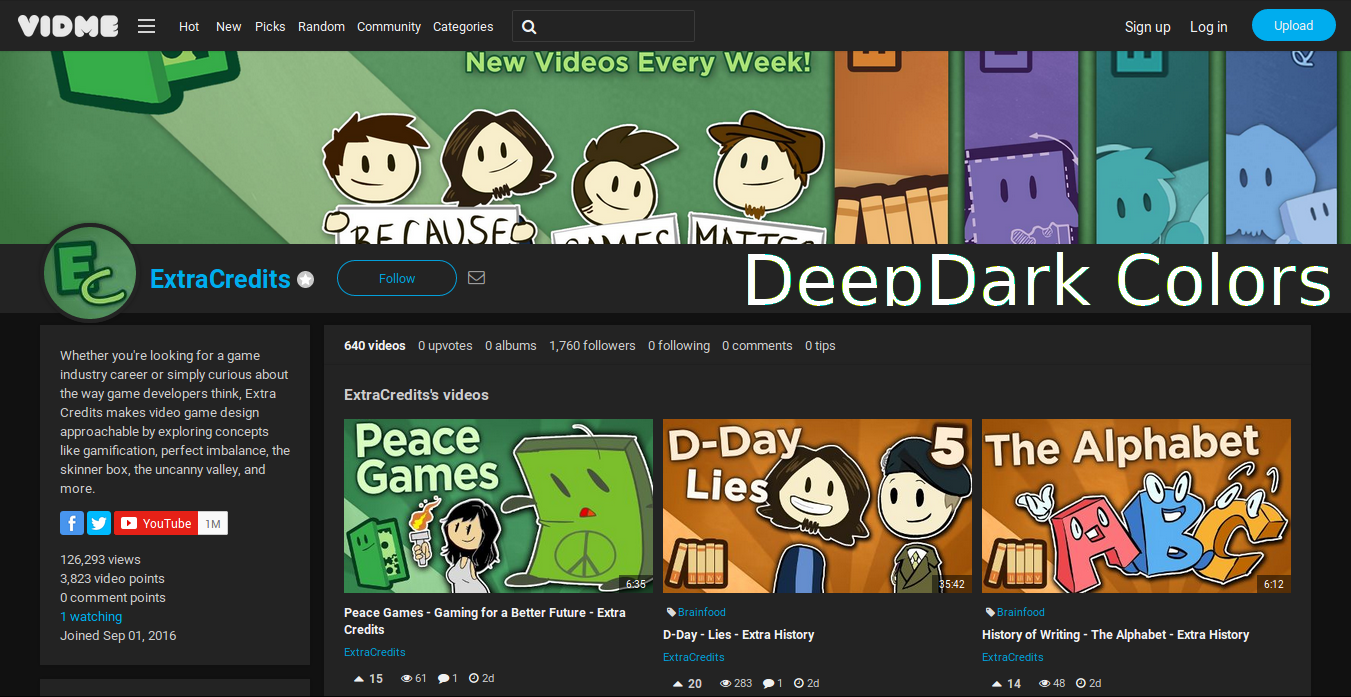 VIDME
Hot New Picks Random Community Categories
Sign up Log in Upload
New Videos Every Week!
BECAUSE
GAMES
MATTER
EC
ExtraCredits
Follow
DeepDark Colors
Whether you're looking for a game
industry career or simply curious about
the way game developers think, Extra
Credits makes video game design
approachable by exploring concepts
like gamification, perfect imbalance, the
skinner box, the uncanny valley, and
more.
YouTube 1M
126,293 views
3,823 video points
0 comment points
1 watching
Joined Sep 01, 2016
640 videos 0 upvotes 0 albums 1,760 followers 0 following 0 comments 0 tips
ExtraCredits's videos
Peace
Games
6:35
Peace Games - Gaming for a Better Future - Extra
Credits
ExtraCredits
15 61 1 2d
D-Day 5
Lies
35:42
Brainfood
D-Day - Lies - Extra History
ExtraCredits
20 283 1 2d
The Alphabet
ABC
6:12
Brainfood
History of Writing - The Alphabet - Extra History
ExtraCredits
14 48 2d